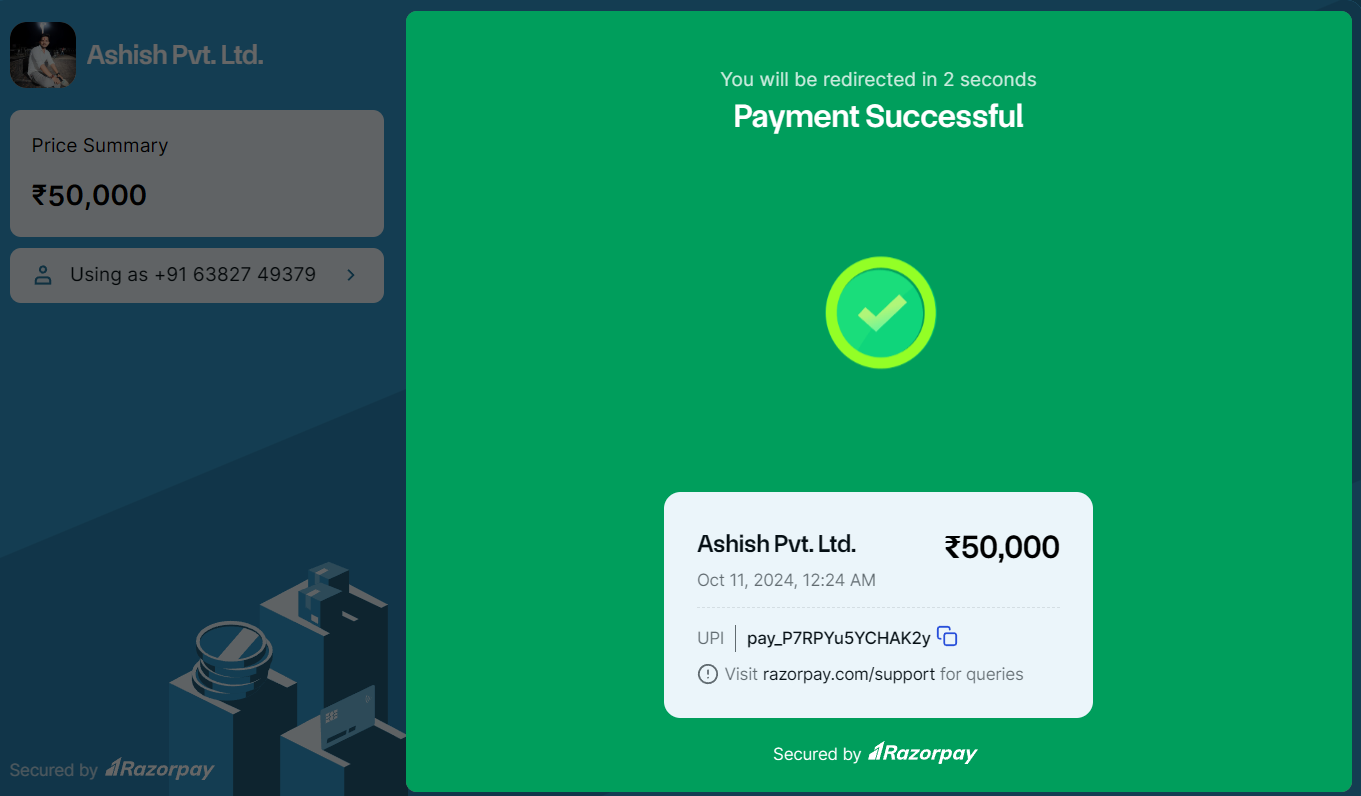 Ashish Pvt. Ltd.
Price Summary
₹50,000
Using as +91 63827 49379
Secured by Razorpay
You will be redirected in 2 seconds
Payment Successful
Ashish Pvt. Ltd.
₹50,000
Oct 11, 2024, 12:24 AM
UPI | pay_P7RPYu5YCHAK2y
Visit razorpay.com/support for queries
Secured by Razorpay